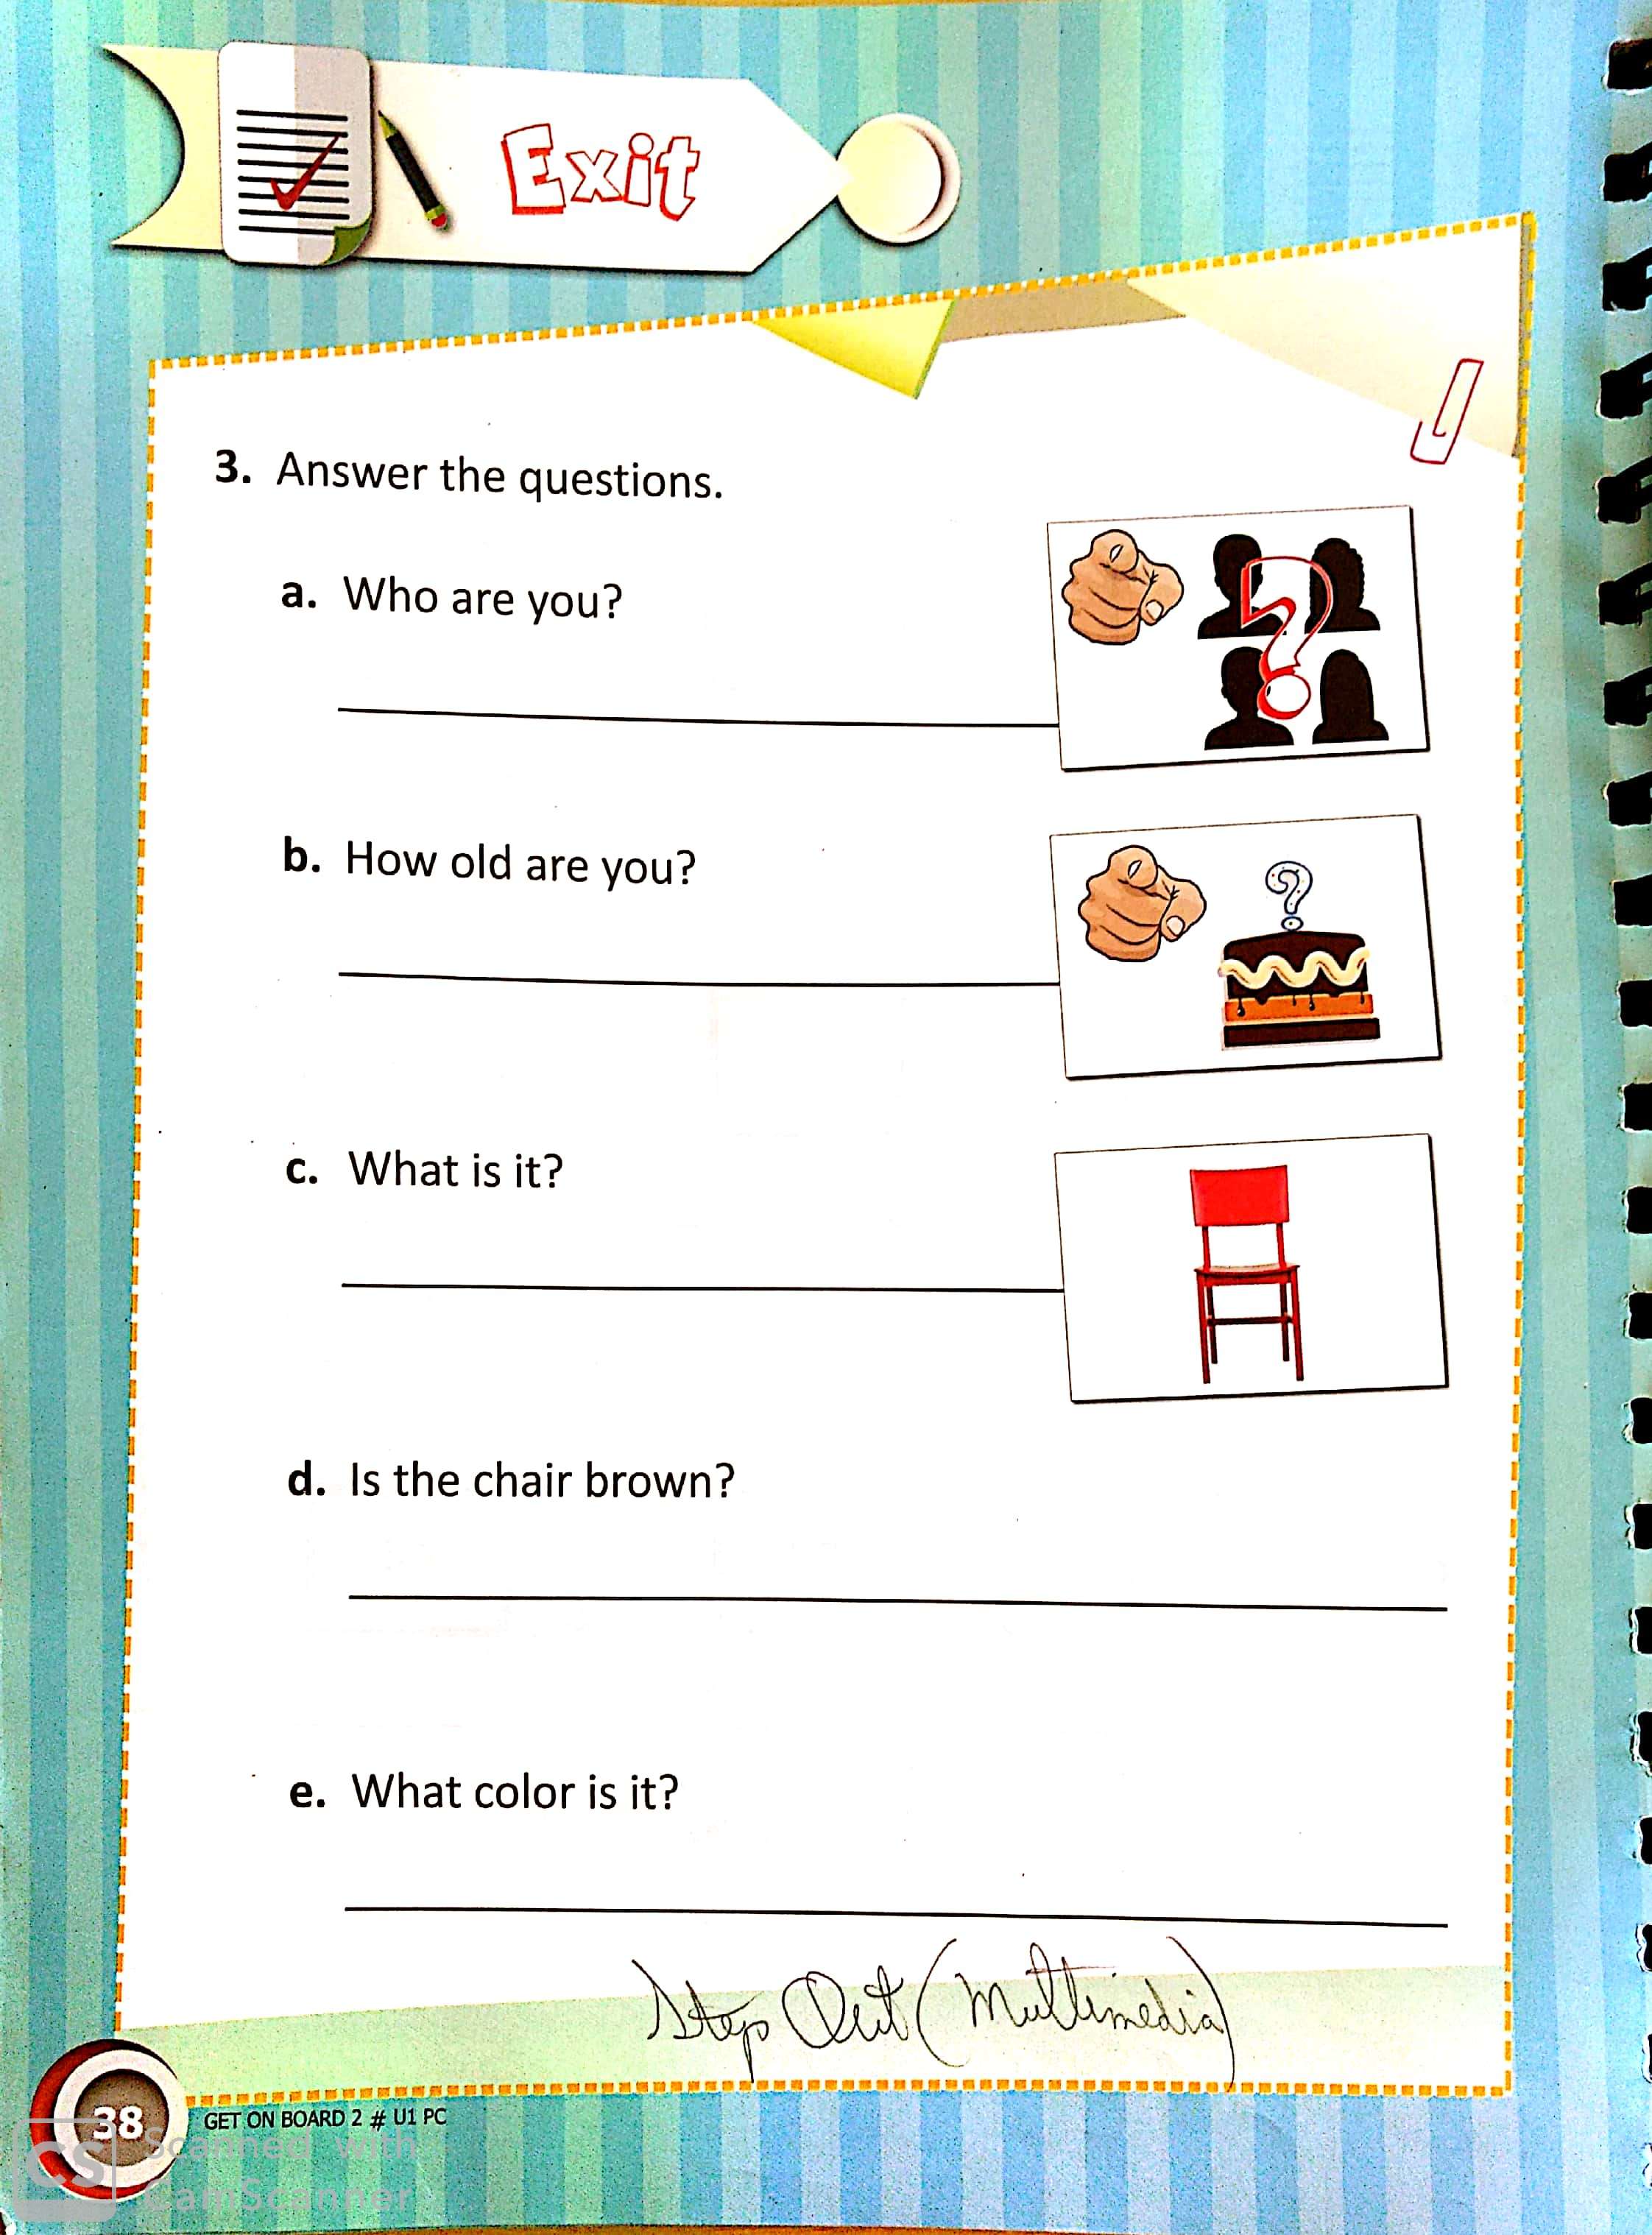 Exit
3. Answer the questions.
a. Who are you?
b. How old are you?
c. What is it?
d. Is the chair brown?
e. What color is it?
Step Out (Multimedia)
38
GET ON BOARD 2 # U1 PC
CS
Scanned with
CamScanner